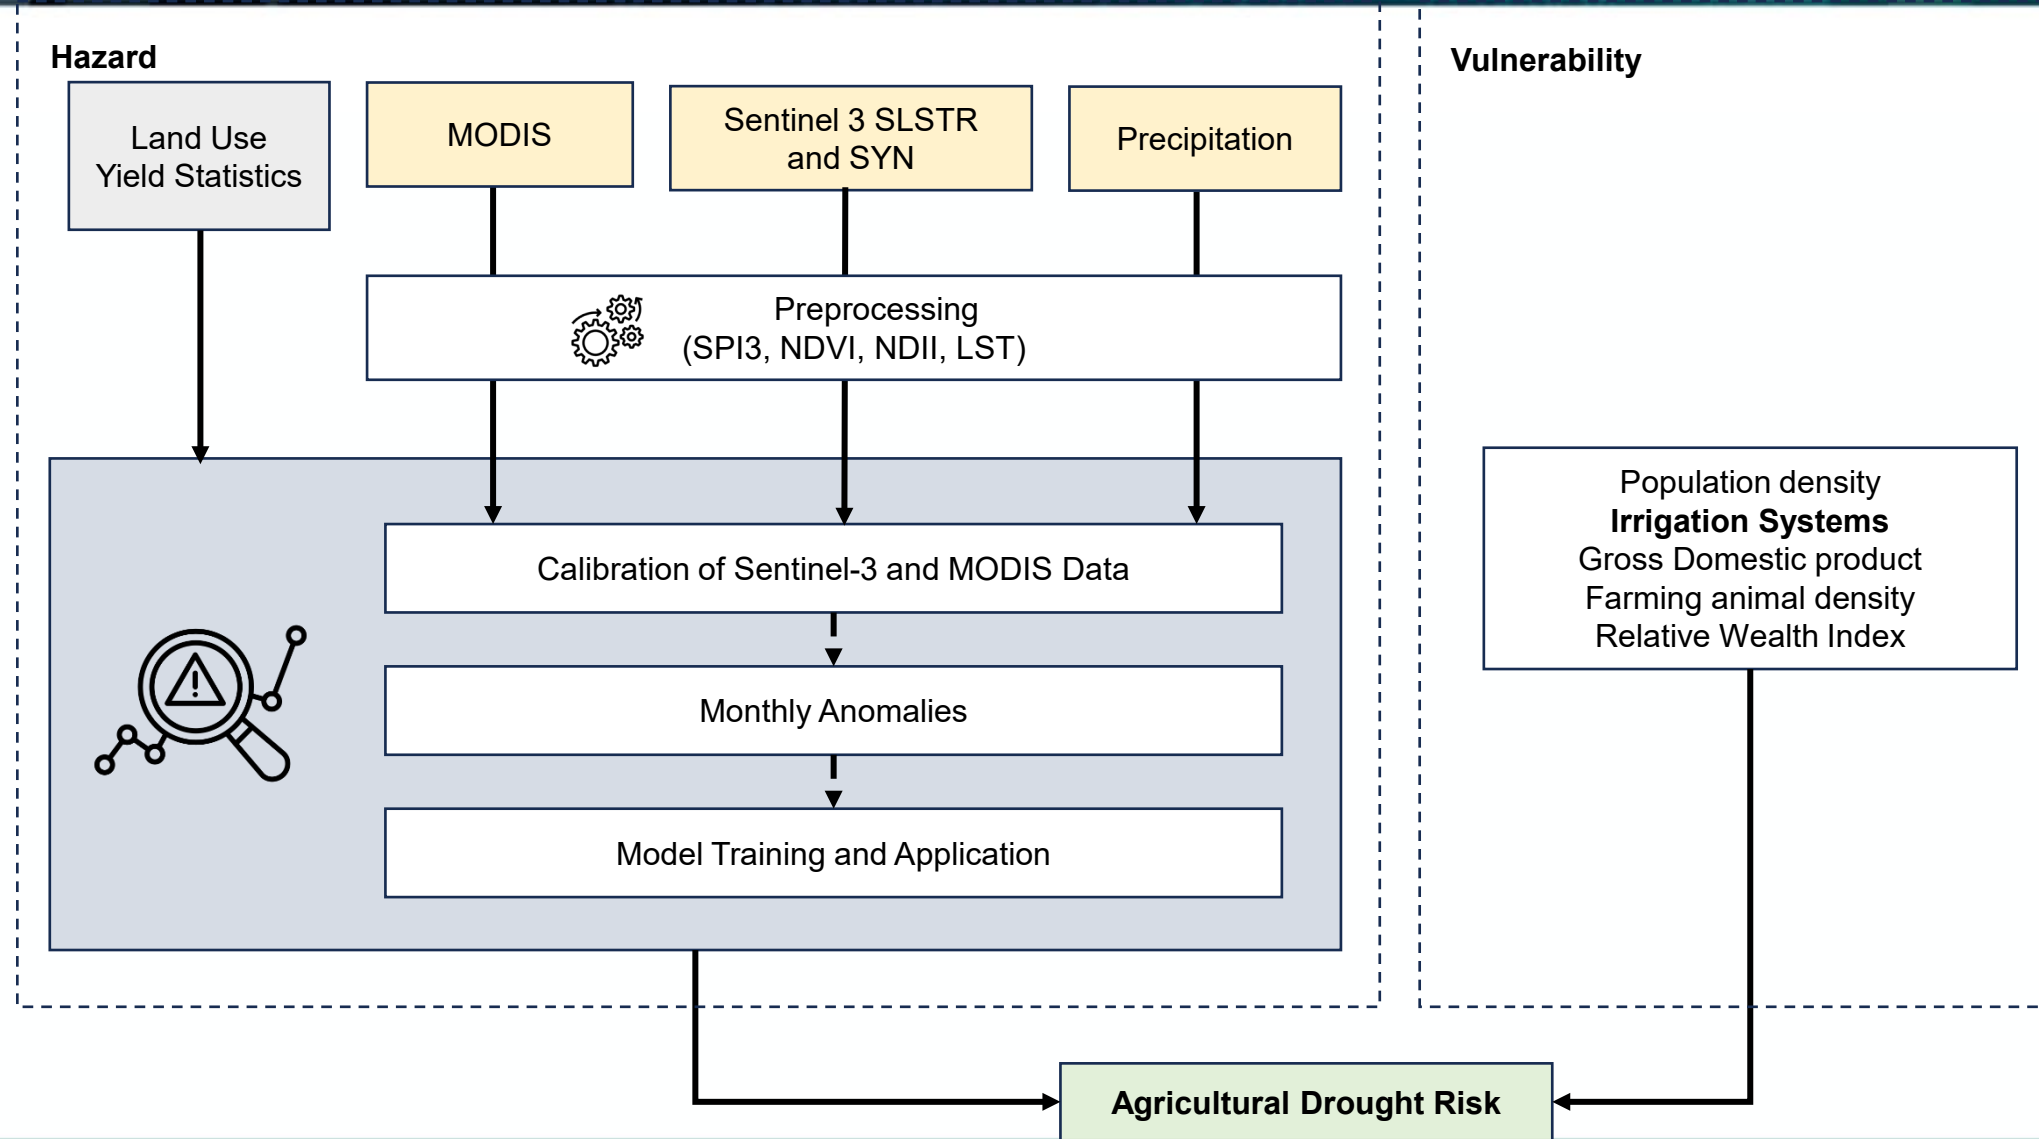 Hazard
Land Use
Yield Statistics
MODIS
Sentinel 3 SLSTR
and SYN
Precipitation
Preprocessing
(SPI3, NDVI, NDII, LST)
Calibration of Sentinel-3 and MODIS Data
Monthly Anomalies
Model Training and Application
Vulnerability
Population density
Irrigation Systems
Gross Domestic product
Farming animal density
Relative Wealth Index
Agricultural Drought Risk